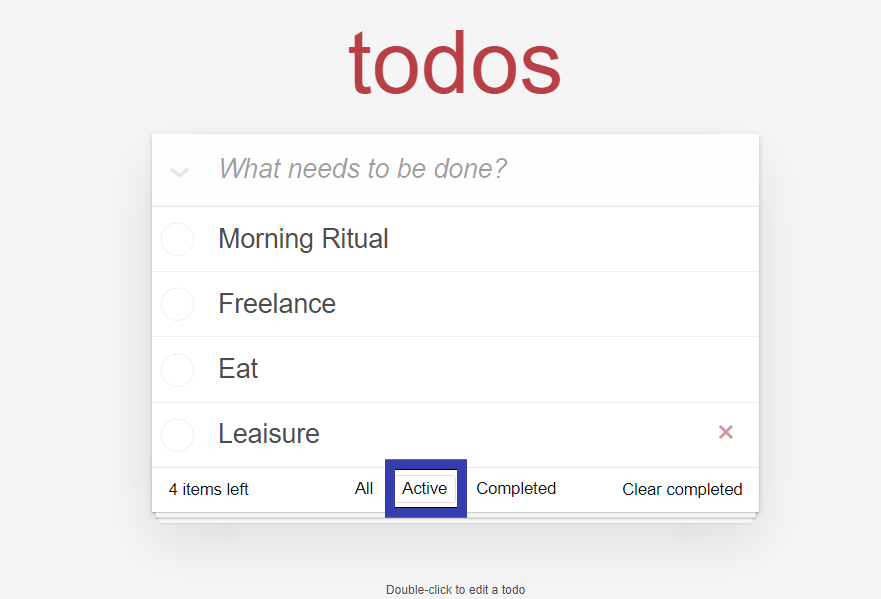 todos
What needs to be done?
Morning Ritual
Freelance
Eat
Leaisure
4 items left All Active Completed Clear completed
Double-click to edit a todo